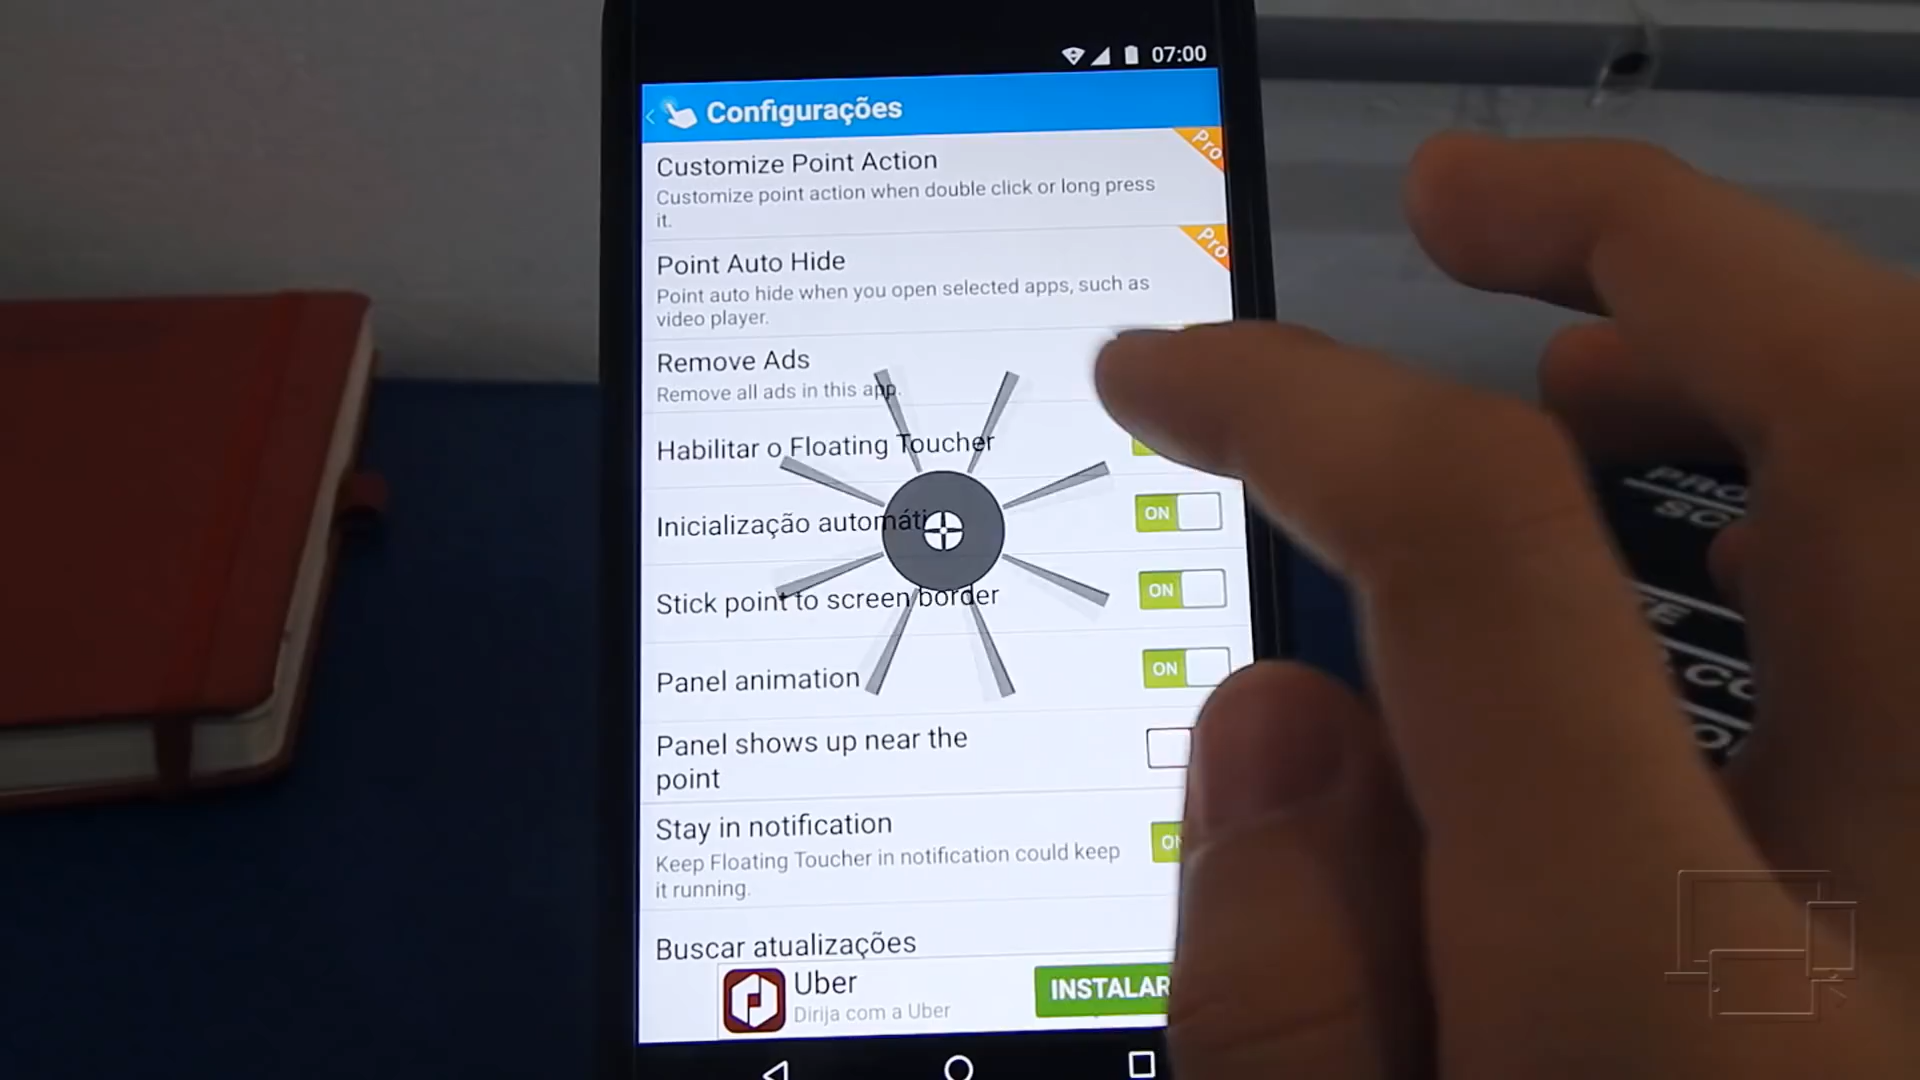 07:00
Configurações
Customize Point Action
Pro
Customize point action when double click or long press
it.
Point Auto Hide
Pro
Point auto hide when you open selected apps, such as
video player.
Remove Ads
Remove all ads in this app.
Habilitar o Floating Toucher
Inicialização
ON
Stick point to screen border
ON
Panel animation
ON
Panel shows up near the
point
Stay in notification
ON
Keep Floating Toucher in notification could keep
it running.
Buscar atualizações
Uber
INSTALAR
Dirija com a Uber